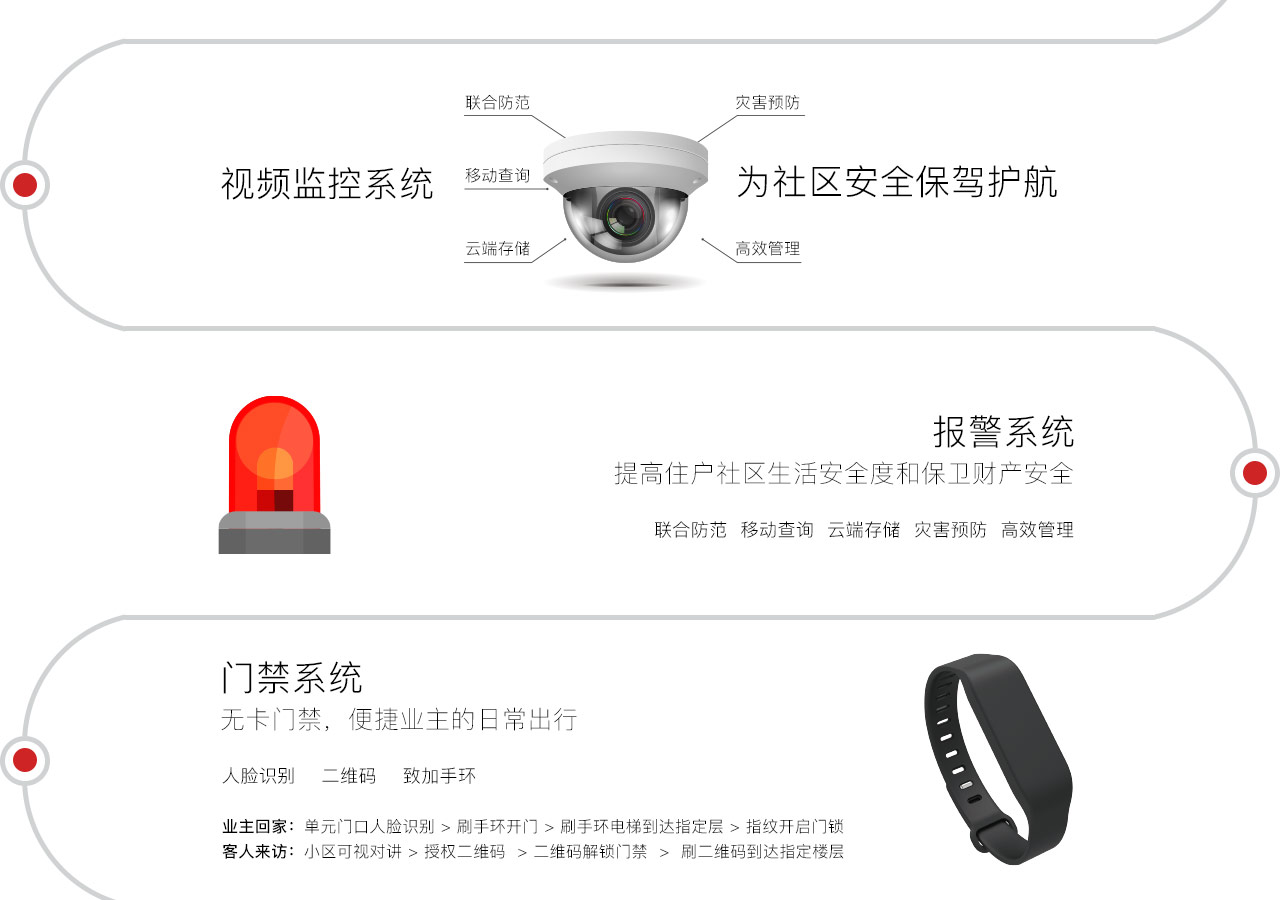 联合防范
灾害预防
视频监控系统
移动查询
为社区安全保驾护航
云端存储
高效管理
报警系统
提高住户社区生活安全度和保卫财产安全
联合防范 移动查询 云端存储 灾害预防 高效管理
门禁系统
无卡门禁，便捷业主的日常出行
人脸识别 二维码 致加手环
业主回家：单元门口人脸识别 > 刷手环开门 > 刷手环电梯到达指定层 > 指纹开启门锁
客人来访：小区可视对讲 > 授权二维码 > 二维码解锁门禁 > 刷二维码到达指定楼层